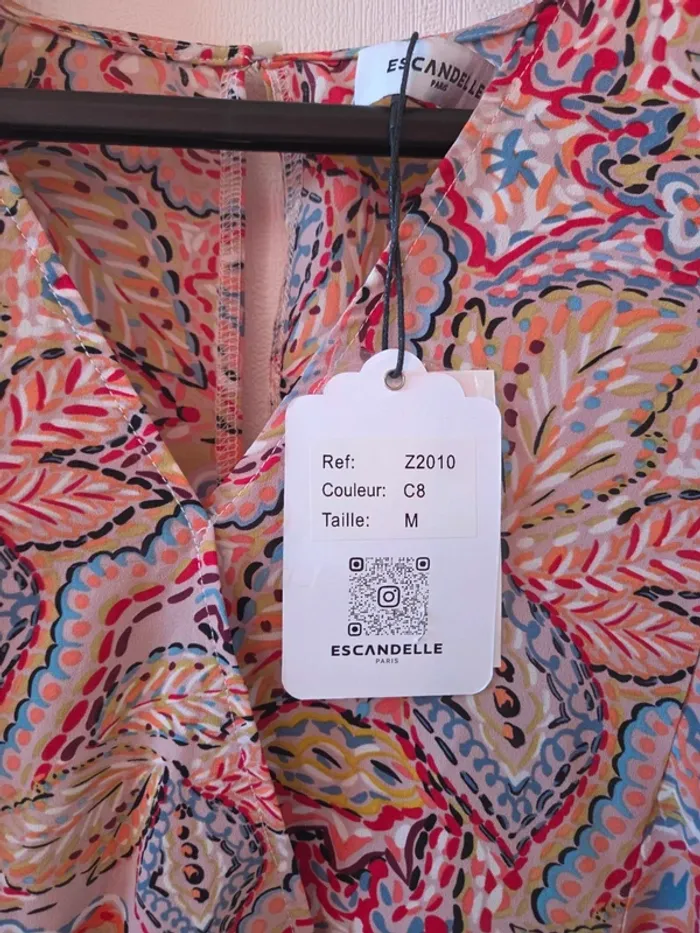 ESCANDELLE
PARIS
Ref: Z2010
Couleur: C8
Taille: M
ESCANDELLE
PARIS